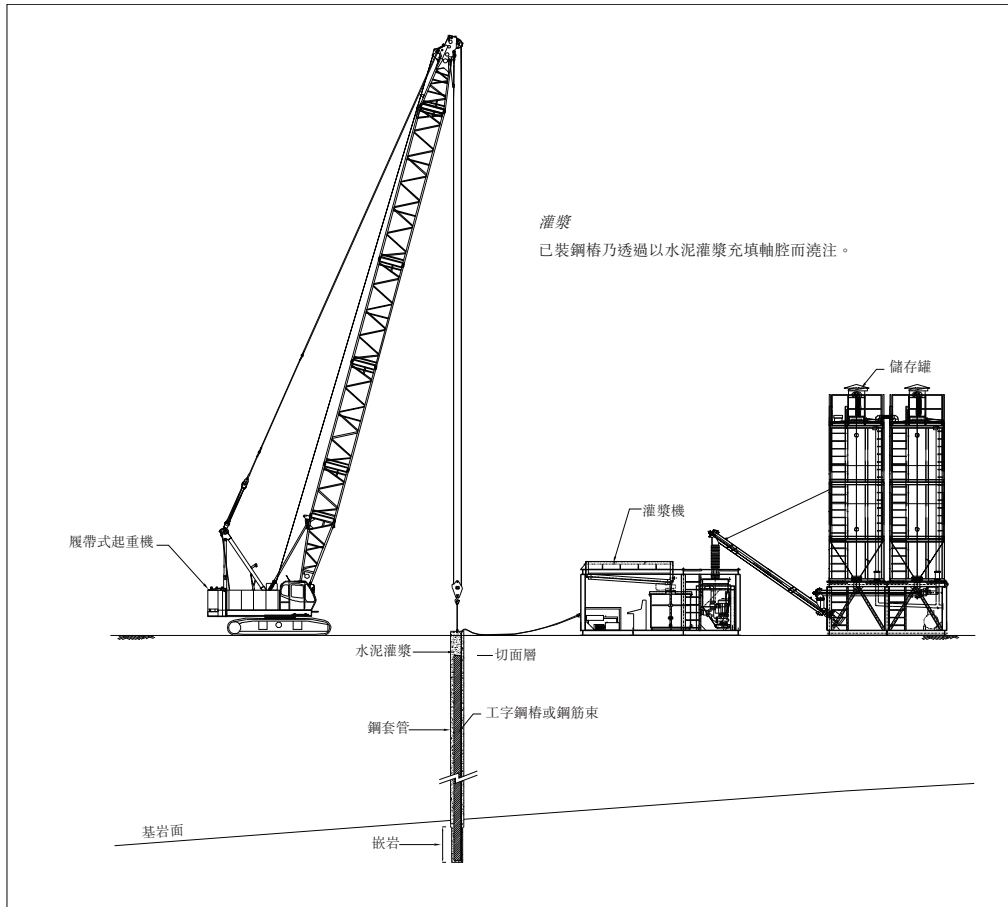 灌漿
已裝鋼樁乃透過以水泥灌漿充填軸腔而澆注。
儲存罐
灌漿機
履帶式起重機
水泥灌漿
切面層
工字鋼樁或鋼筋束
鋼套管
基岩面
嵌岩